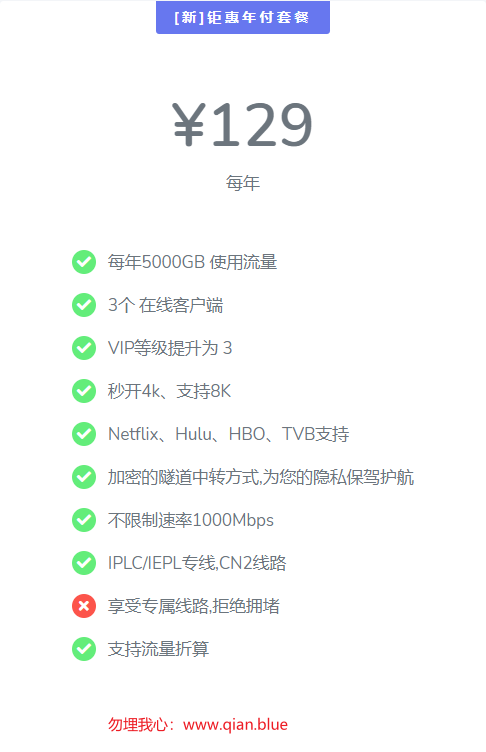 [新]钜惠年付套餐
¥129
每年
每年5000GB 使用流量
3个 在线客户端
VIP等级提升为 3
秒开4k、支持8K
Netflix、Hulu、HBO、TVB支持
加密的隧道中转方式,为您的隐私保驾护航
不限制速率1000Mbps
IPLC/IEPL专线,CN2线路
享受专属线路,拒绝拥堵
支持流量折算
勿埋我心：www.qian.blue